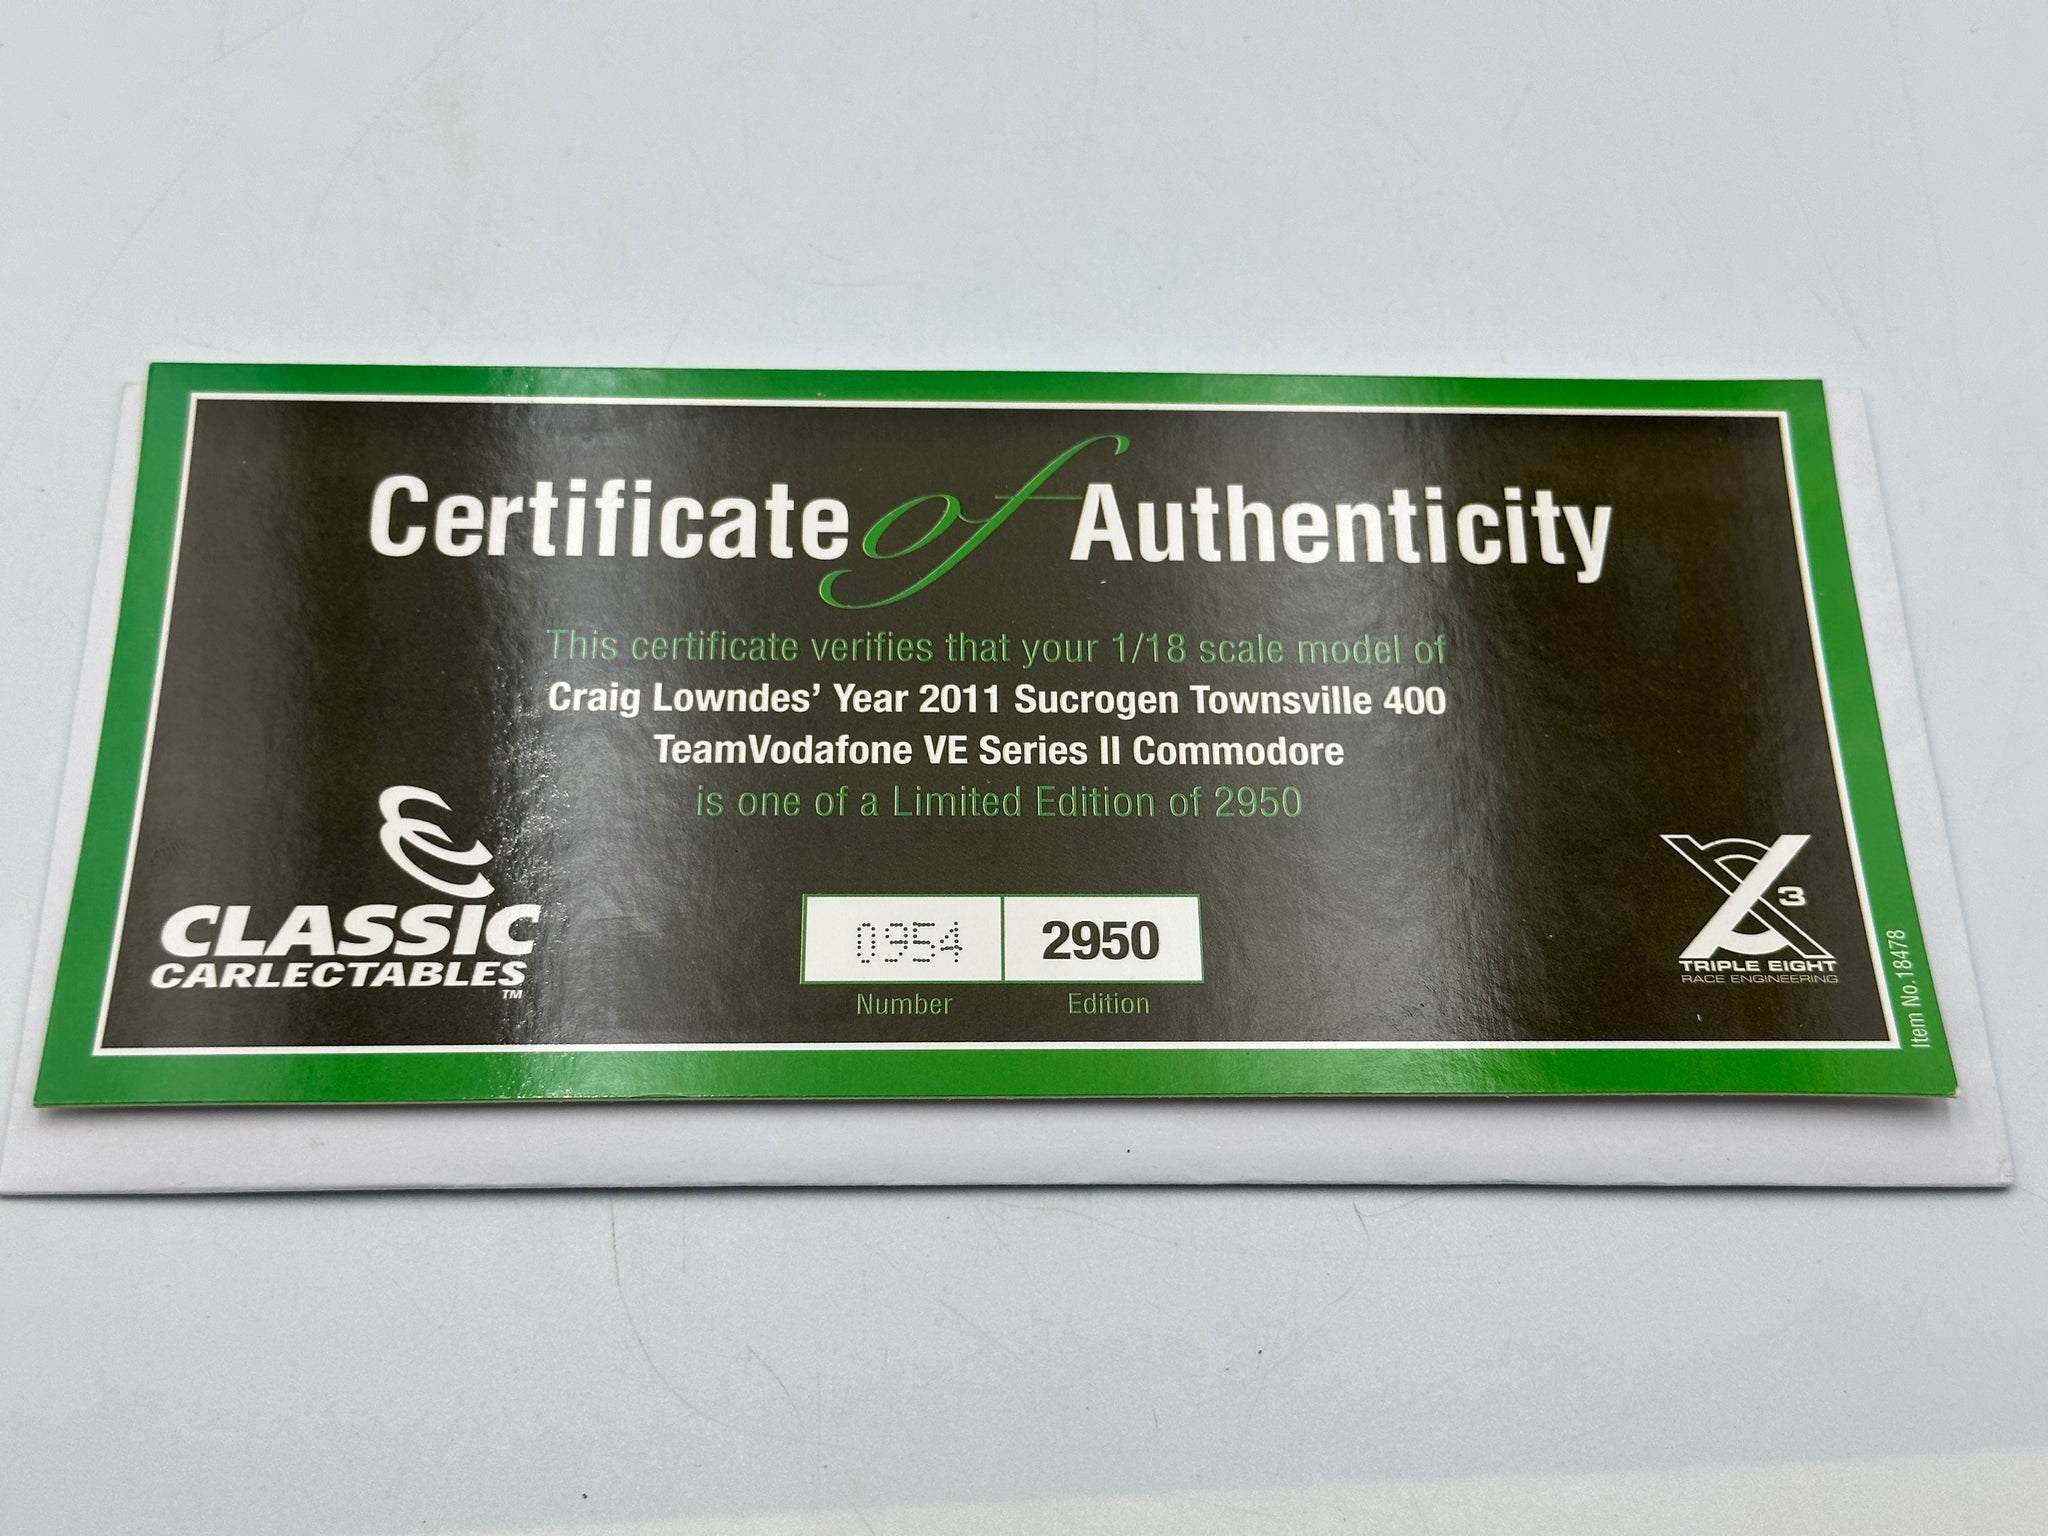 Certificate of Authenticity
This certificate verifies that your 1/18 scale model of
Craig Lowndes' Year 2011 Sucrogen Townsville 400
TeamVodafone VE Series II Commodore
is one of a Limited Edition of 2950
CLASSIC
CARLECTABLES
TM
0954 2950
Number Edition
3
TRIPLE EIGHT
RACE ENGINEERING
Item No.18478